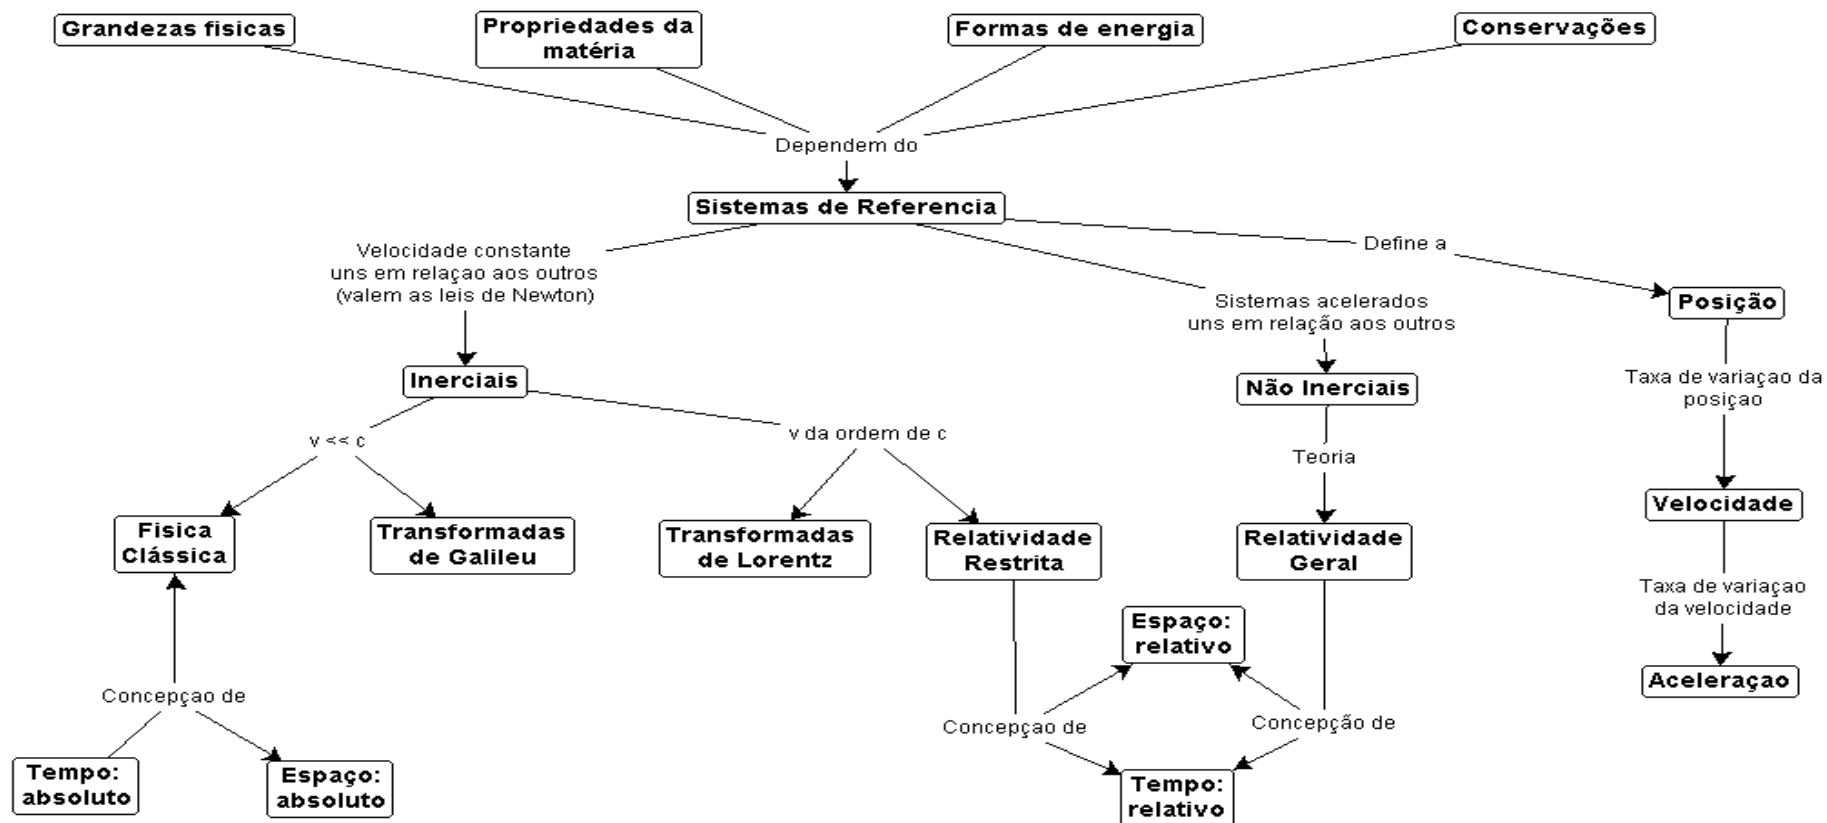 Grandezas fisicas
Propriedades da
matéria
Formas de energia
Conservações
Dependem do
Sistemas de Referencia
Velocidade constante
uns em relaçao aos outros
(valem as leis de Newton)
Define a
Sistemas acelerados
uns em relação aos outros
Posição
Inerciais
Não Inerciais
Taxa de variaçao da
posiçao
v << c
v da ordem de c
Teoria
Fisica
Clássica
Transformadas
de Galileu
Transformadas
de Lorentz
Relatividade
Restrita
Relatividade
Geral
Velocidade
Taxa de variaçao
da velocidade
Espaço:
relativo
Aceleraçao
Concepçao de
Concepçao de
Concepção de
Tempo:
absoluto
Espaço:
absoluto
Tempo:
relativo